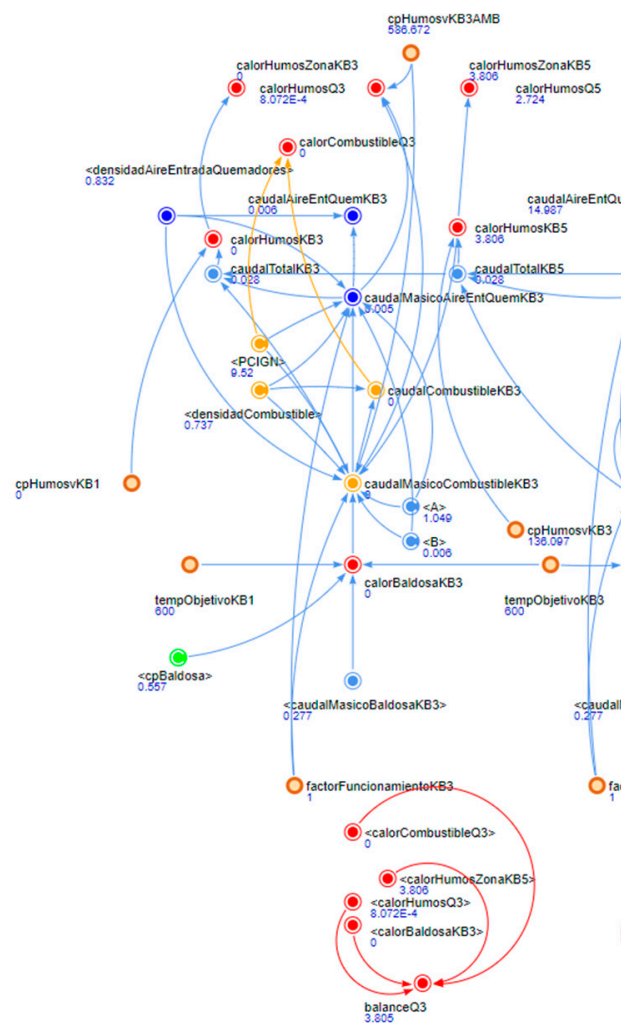 cpHumosvKB3AMB
586.672
calorHumosZonaKB3
0
calorHumosQ3
8.072E-4
calorHumosZonaKB5
3.806
calorHumosQ5
2.724
calorCombustibleQ3
0
<densidadAireEntradaQuemadores>
0.832
caudalAireEntQuemKB3
0.006
caudalAireEntQu
14.987
calorHumosKB3
0
calorHumosKB5
3.806
caudalTotalKB3
0.028
caudalTotalKB5
0.028
caudalMasicoAireEntQuemKB3
0.005
<PCIGN>
9.52
<densidadCombustible>
0.737
caudalCombustibleKB3
0
cpHumosvKB1
0
caudalMasicoCombustibleKB3
0
<A>
1.049
<B>
0.006
cpHumosvKB3
136.097
calorBaldosaKB3
0
tempObjetivoKB1
600
tempObjetivoKB3
600
<cpBaldosa>
0.557
<caudalMasicoBaldosaKB3>
0.277
<caudalM
0.277
factorFuncionamientoKB3
1
fac
1
<calorCombustibleQ3>
0
<calorHumosZonaKB5>
3.806
<calorHumosQ3>
8.072E-4
<calorBaldosaKB3>
0
balanceQ3
3.805